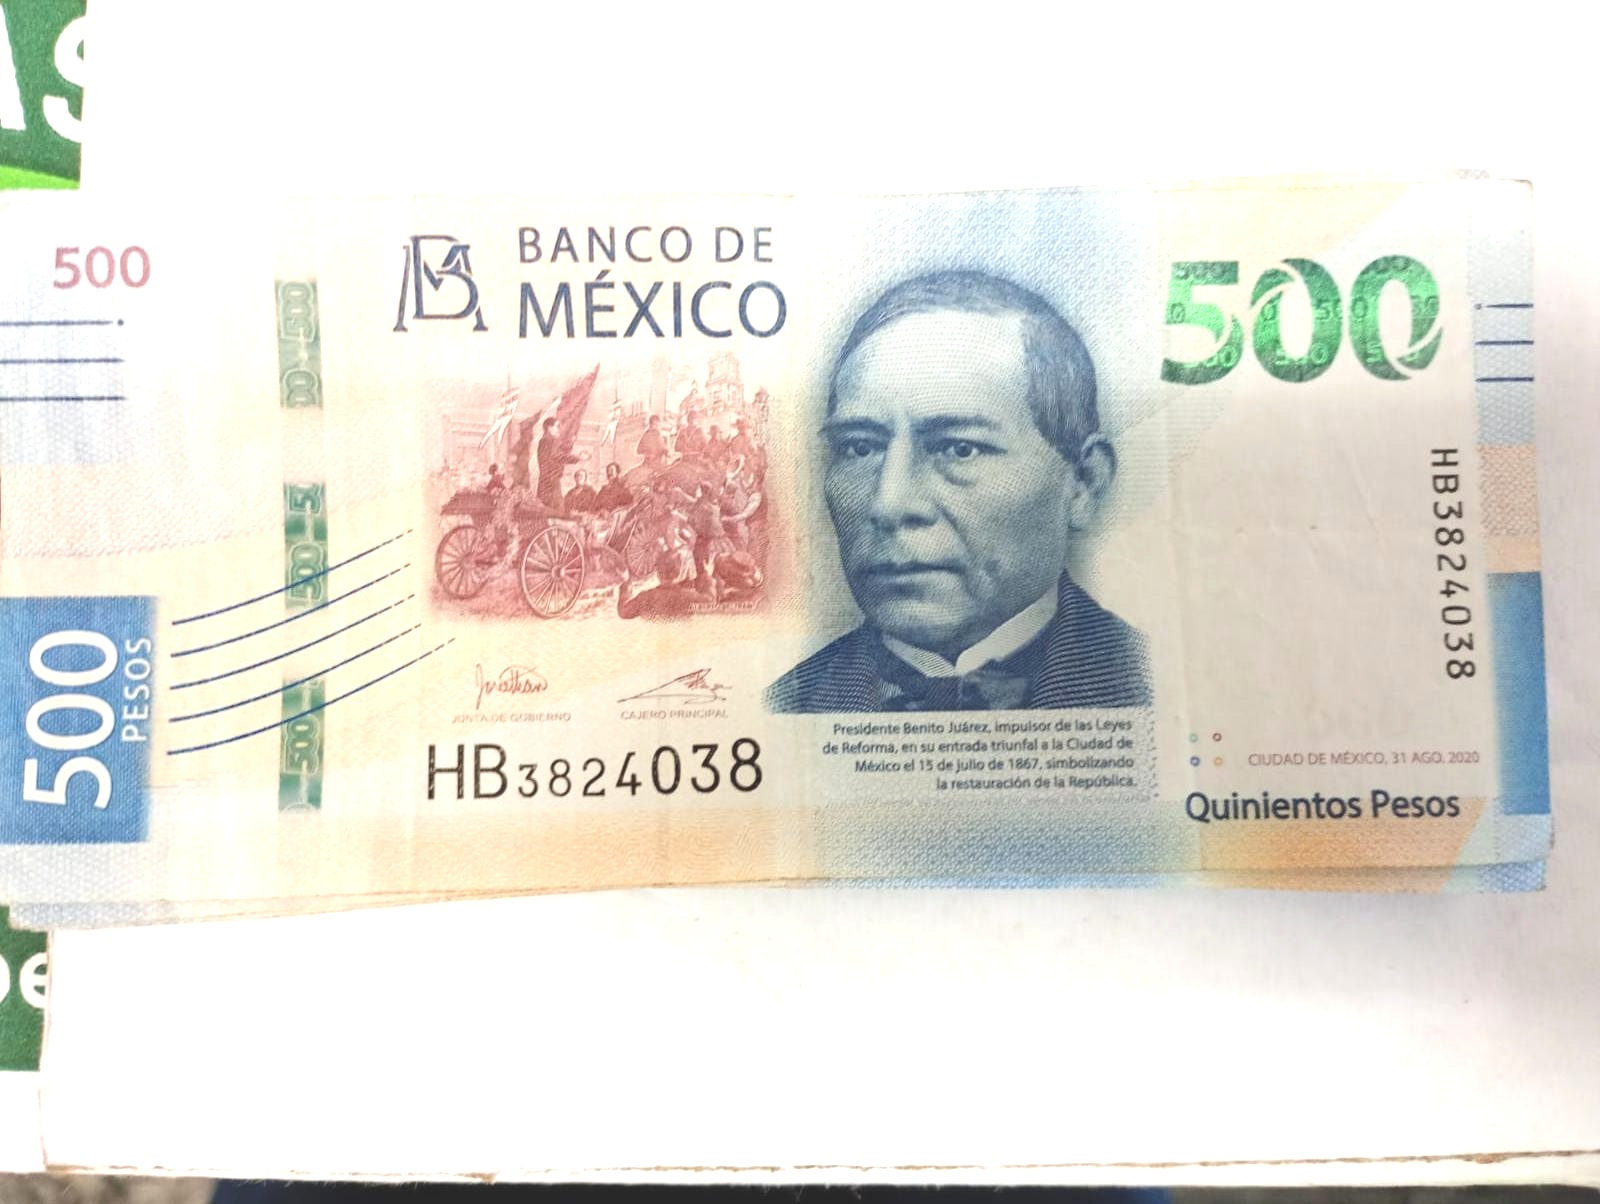 AS
500
BM
BANCO DE
MÉXICO
500
HB3824038
500
PESOS
JUNTA DE GOBIERNO
CAJERO PRINCIPAL
HB3824038
Presidente Benito Juárez, impulsor de las Leyes
de Reforma, en su entrada triunfal a la Ciudad de
México el 15 de julio de 1867, simbolizando
la restauración de la República.
CIUDAD DE MÉXICO, 31 AGO. 2020
Quinientos Pesos